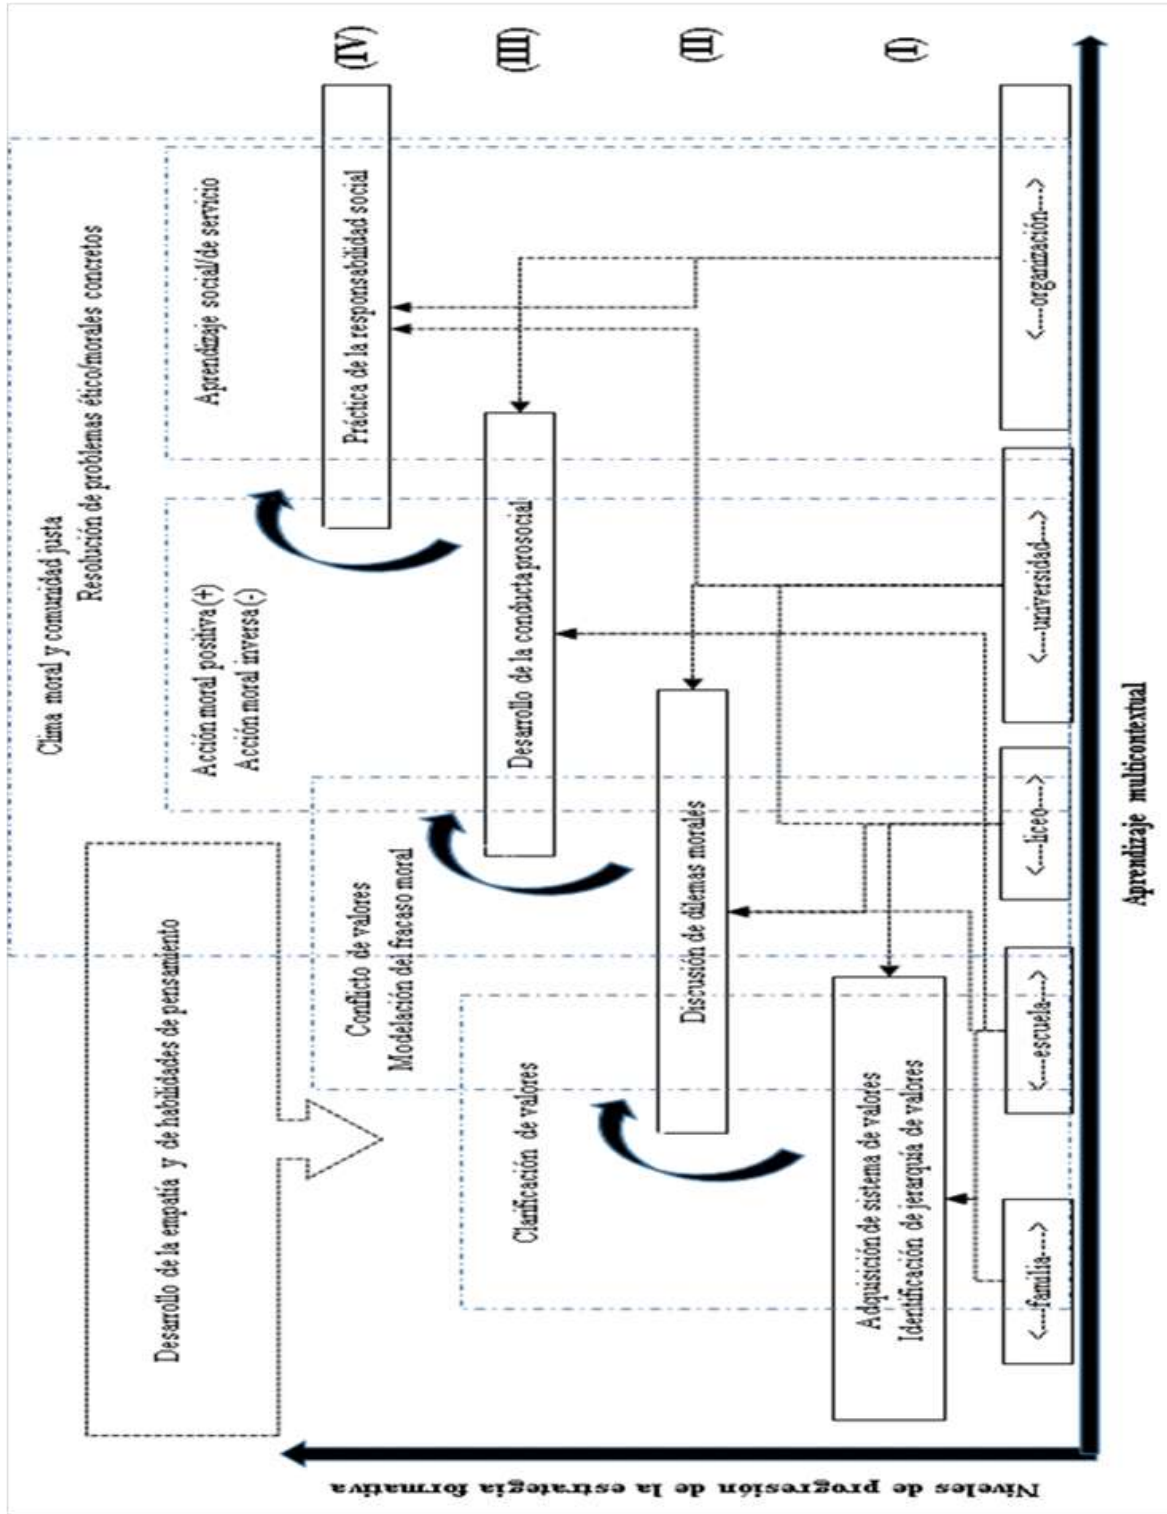 Clima moral y comunidad justa
Resolución de problemas ético/morales concretos
Desarrollo de la empatía y de habilidades de pensamiento
Acción moral positiva (+)
Acción moral inversa (-)
Aprendizaje social/de servicio
Conflicto de valores
Modelación del fracaso moral
Práctica de la responsabilidad social
(IV)
Clarificación de valores
Desarrollo de la conducta prosocial
(III)
Discusión de dilemas morales
(II)
Adquisición de sistema de valores
Identificación de jerarquía de valores
(I)
<---familia--->
<---escuela--->
<---liceo--->
<---universidad--->
<---organización--->
Aprendizaje multicontextual
Niveles de progresión de la estrategia formativa